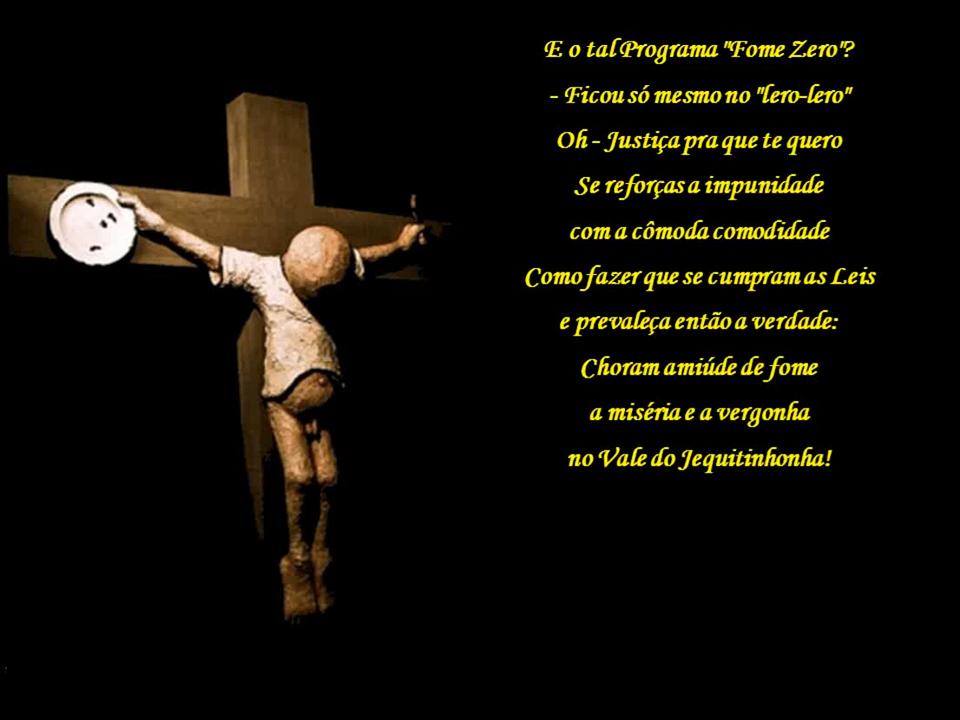 E o tal Programa "Fome Zero"?
- Ficou só mesmo no "lero-lero"
Oh - Justiça pra que te quero
Se reforças a impunidade
com a cômoda comodidade
Como fazer que se cumpram as Leis
e prevaleça então a verdade:
Choram amiúde de fome
a miséria e a vergonha
no Vale do Jequitinhonha!